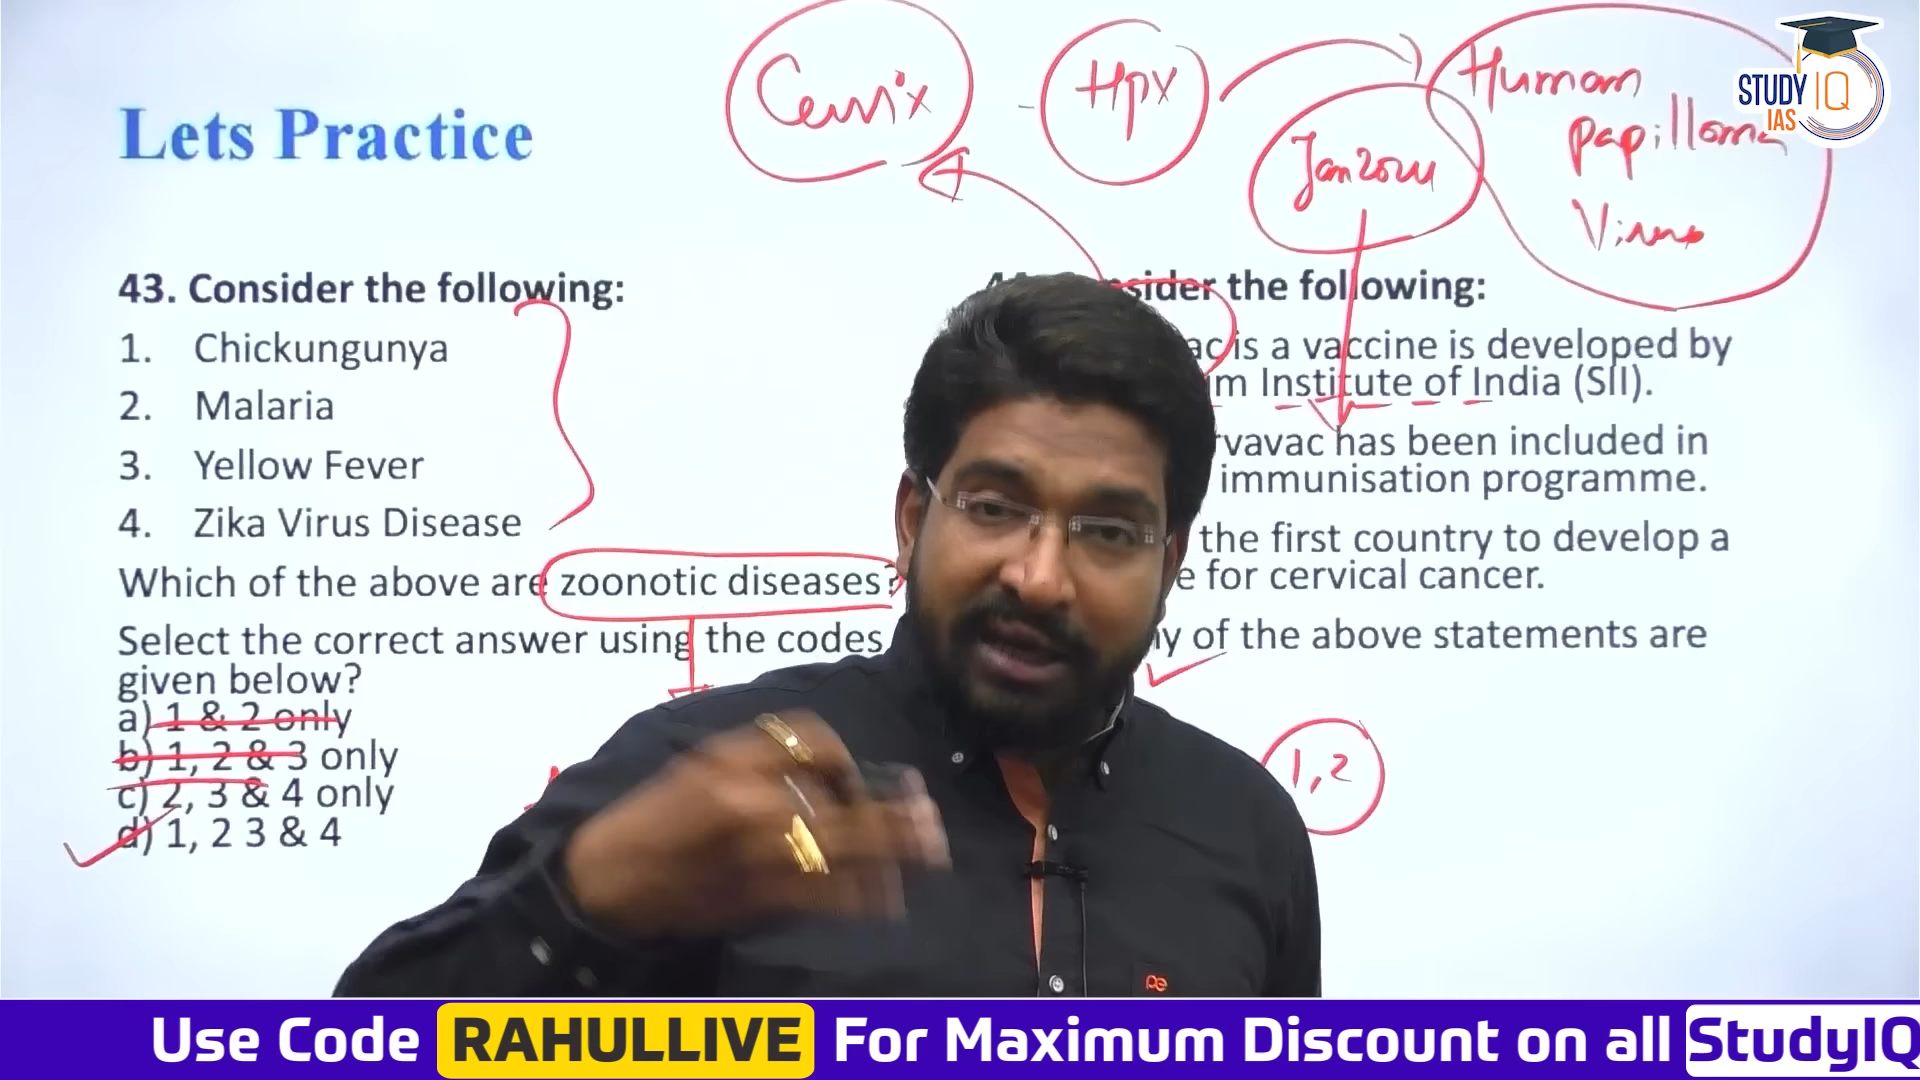 Cervix
HPV
Human
papilloma
Virus
Jan 2024
STUDY IQ
IAS
Lets Practice
43. Consider the following:
1. Chickungunya
2. Malaria
3. Yellow Fever
4. Zika Virus Disease
Which of the above are zoonotic diseases?
Select the correct answer using the codes
given below?
a) 1 & 2 only
b) 1, 2 & 3 only
c) 2, 3 & 4 only
d) 1, 2 3 & 4
the following:
is a vaccine is developed by
Institute of India (SII).
has been included in
immunisation programme.
the first country to develop a
for cervical cancer.
of the above statements are
1,2
Use Code RAHULLIVE For Maximum Discount on all StudyIQ